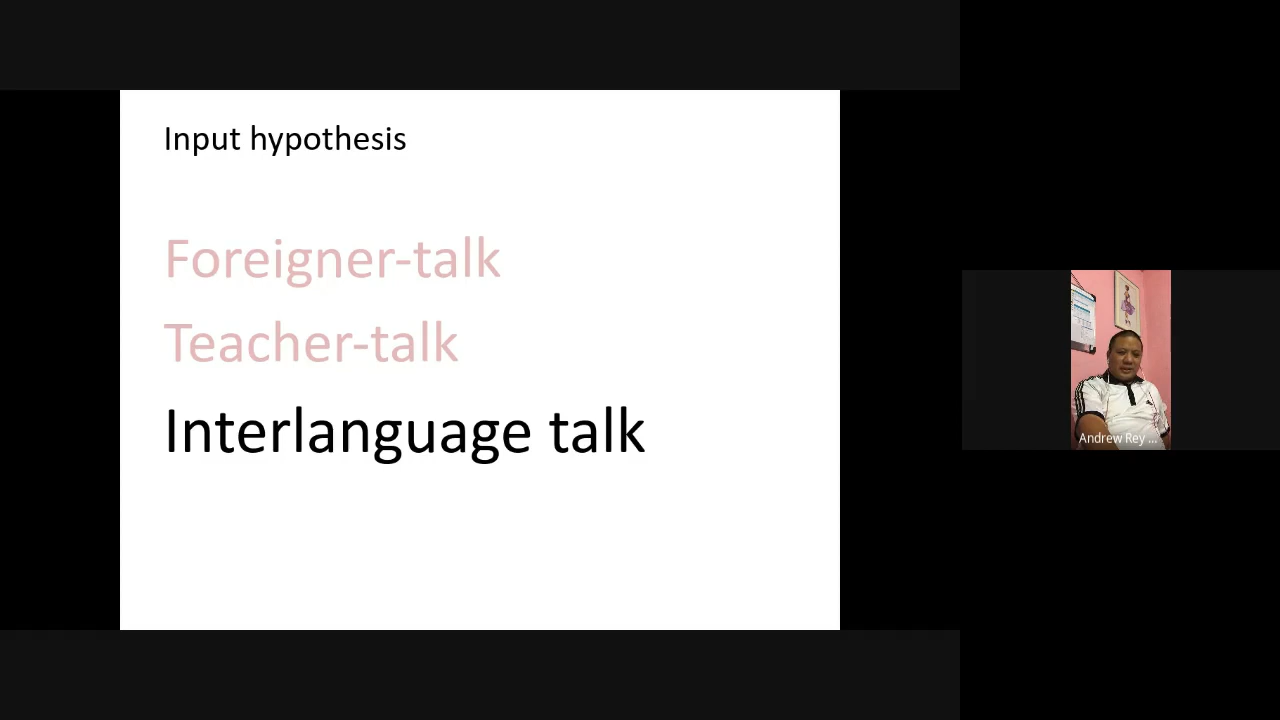 Input hypothesis
Foreigner-talk
Teacher-talk
Interlanguage talk
Andrew Rey ...